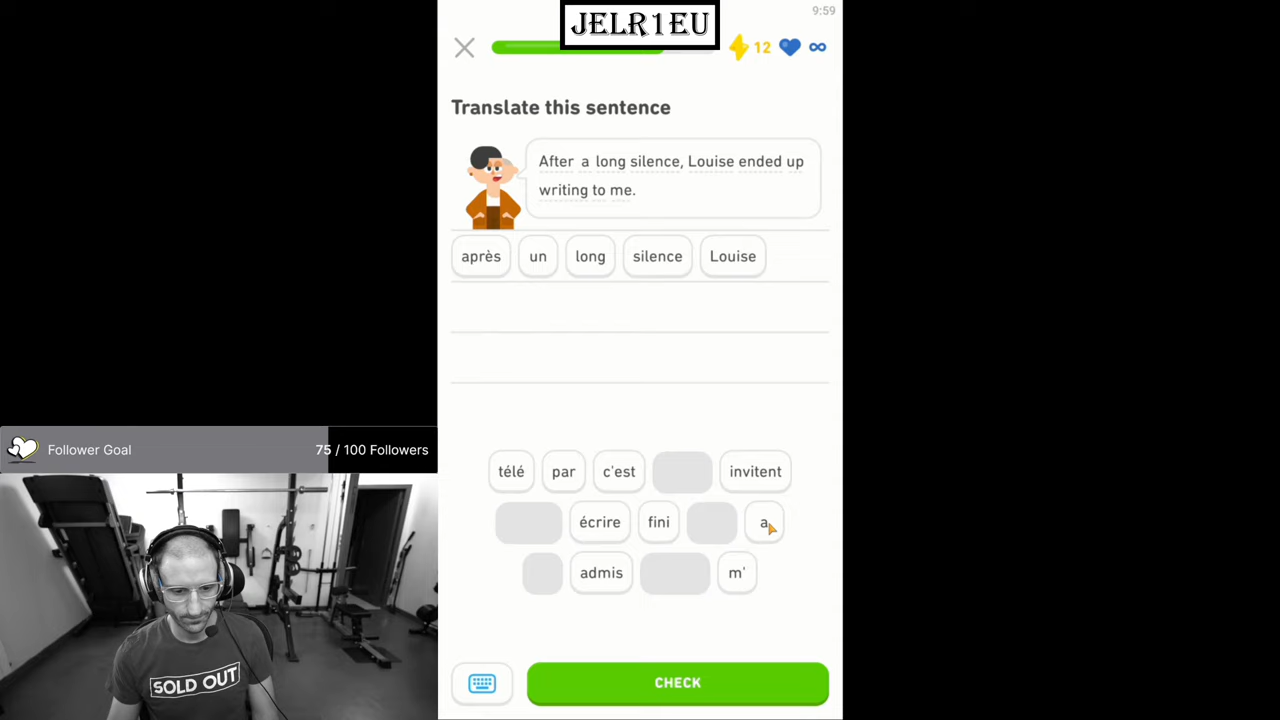 JELR1EU
9:59
12 ∞
Translate this sentence
After a long silence, Louise ended up
writing to me.
après un long silence Louise
télé par c'est invitent
écrire fini a
admis m'
CHECK
Follower Goal 75 / 100 Followers
SOLD OUT